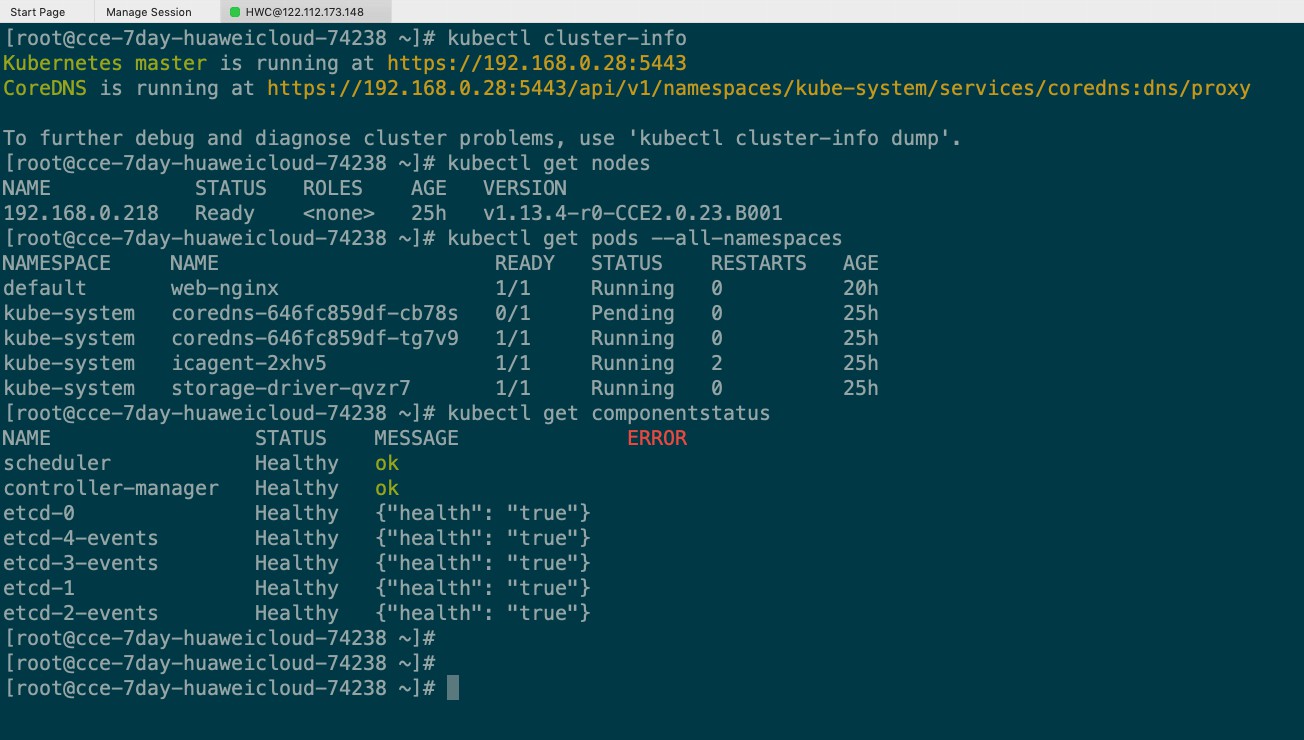 Start Page Manage Session HWC@122.112.173.148
[root@cce-7day-huaweicloud-74238 ~]# kubectl cluster-info
Kubernetes master is running at https://192.168.0.28:5443
CoreDNS is running at https://192.168.0.28:5443/api/v1/namespaces/kube-system/services/coredns:dns/proxy
To further debug and diagnose cluster problems, use 'kubectl cluster-info dump'.
[root@cce-7day-huaweicloud-74238 ~]# kubectl get nodes
NAME STATUS ROLES AGE VERSION
192.168.0.218 Ready <none> 25h v1.13.4-r0-CCE2.0.23.B001
[root@cce-7day-huaweicloud-74238 ~]# kubectl get pods --all-namespaces
NAMESPACE NAME READY STATUS RESTARTS AGE
default web-nginx 1/1 Running 0 20h
kube-system coredns-646fc859df-cb78s 0/1 Pending 0 25h
kube-system coredns-646fc859df-tg7v9 1/1 Running 0 25h
kube-system icagent-2xhv5 1/1 Running 2 25h
kube-system storage-driver-qvzr7 1/1 Running 0 25h
[root@cce-7day-huaweicloud-74238 ~]# kubectl get componentstatus
NAME STATUS MESSAGE ERROR
scheduler Healthy ok
controller-manager Healthy ok
etcd-0 Healthy {"health": "true"}
etcd-4-events Healthy {"health": "true"}
etcd-3-events Healthy {"health": "true"}
etcd-1 Healthy {"health": "true"}
etcd-2-events Healthy {"health": "true"}
[root@cce-7day-huaweicloud-74238 ~]#
[root@cce-7day-huaweicloud-74238 ~]#
[root@cce-7day-huaweicloud-74238 ~]#